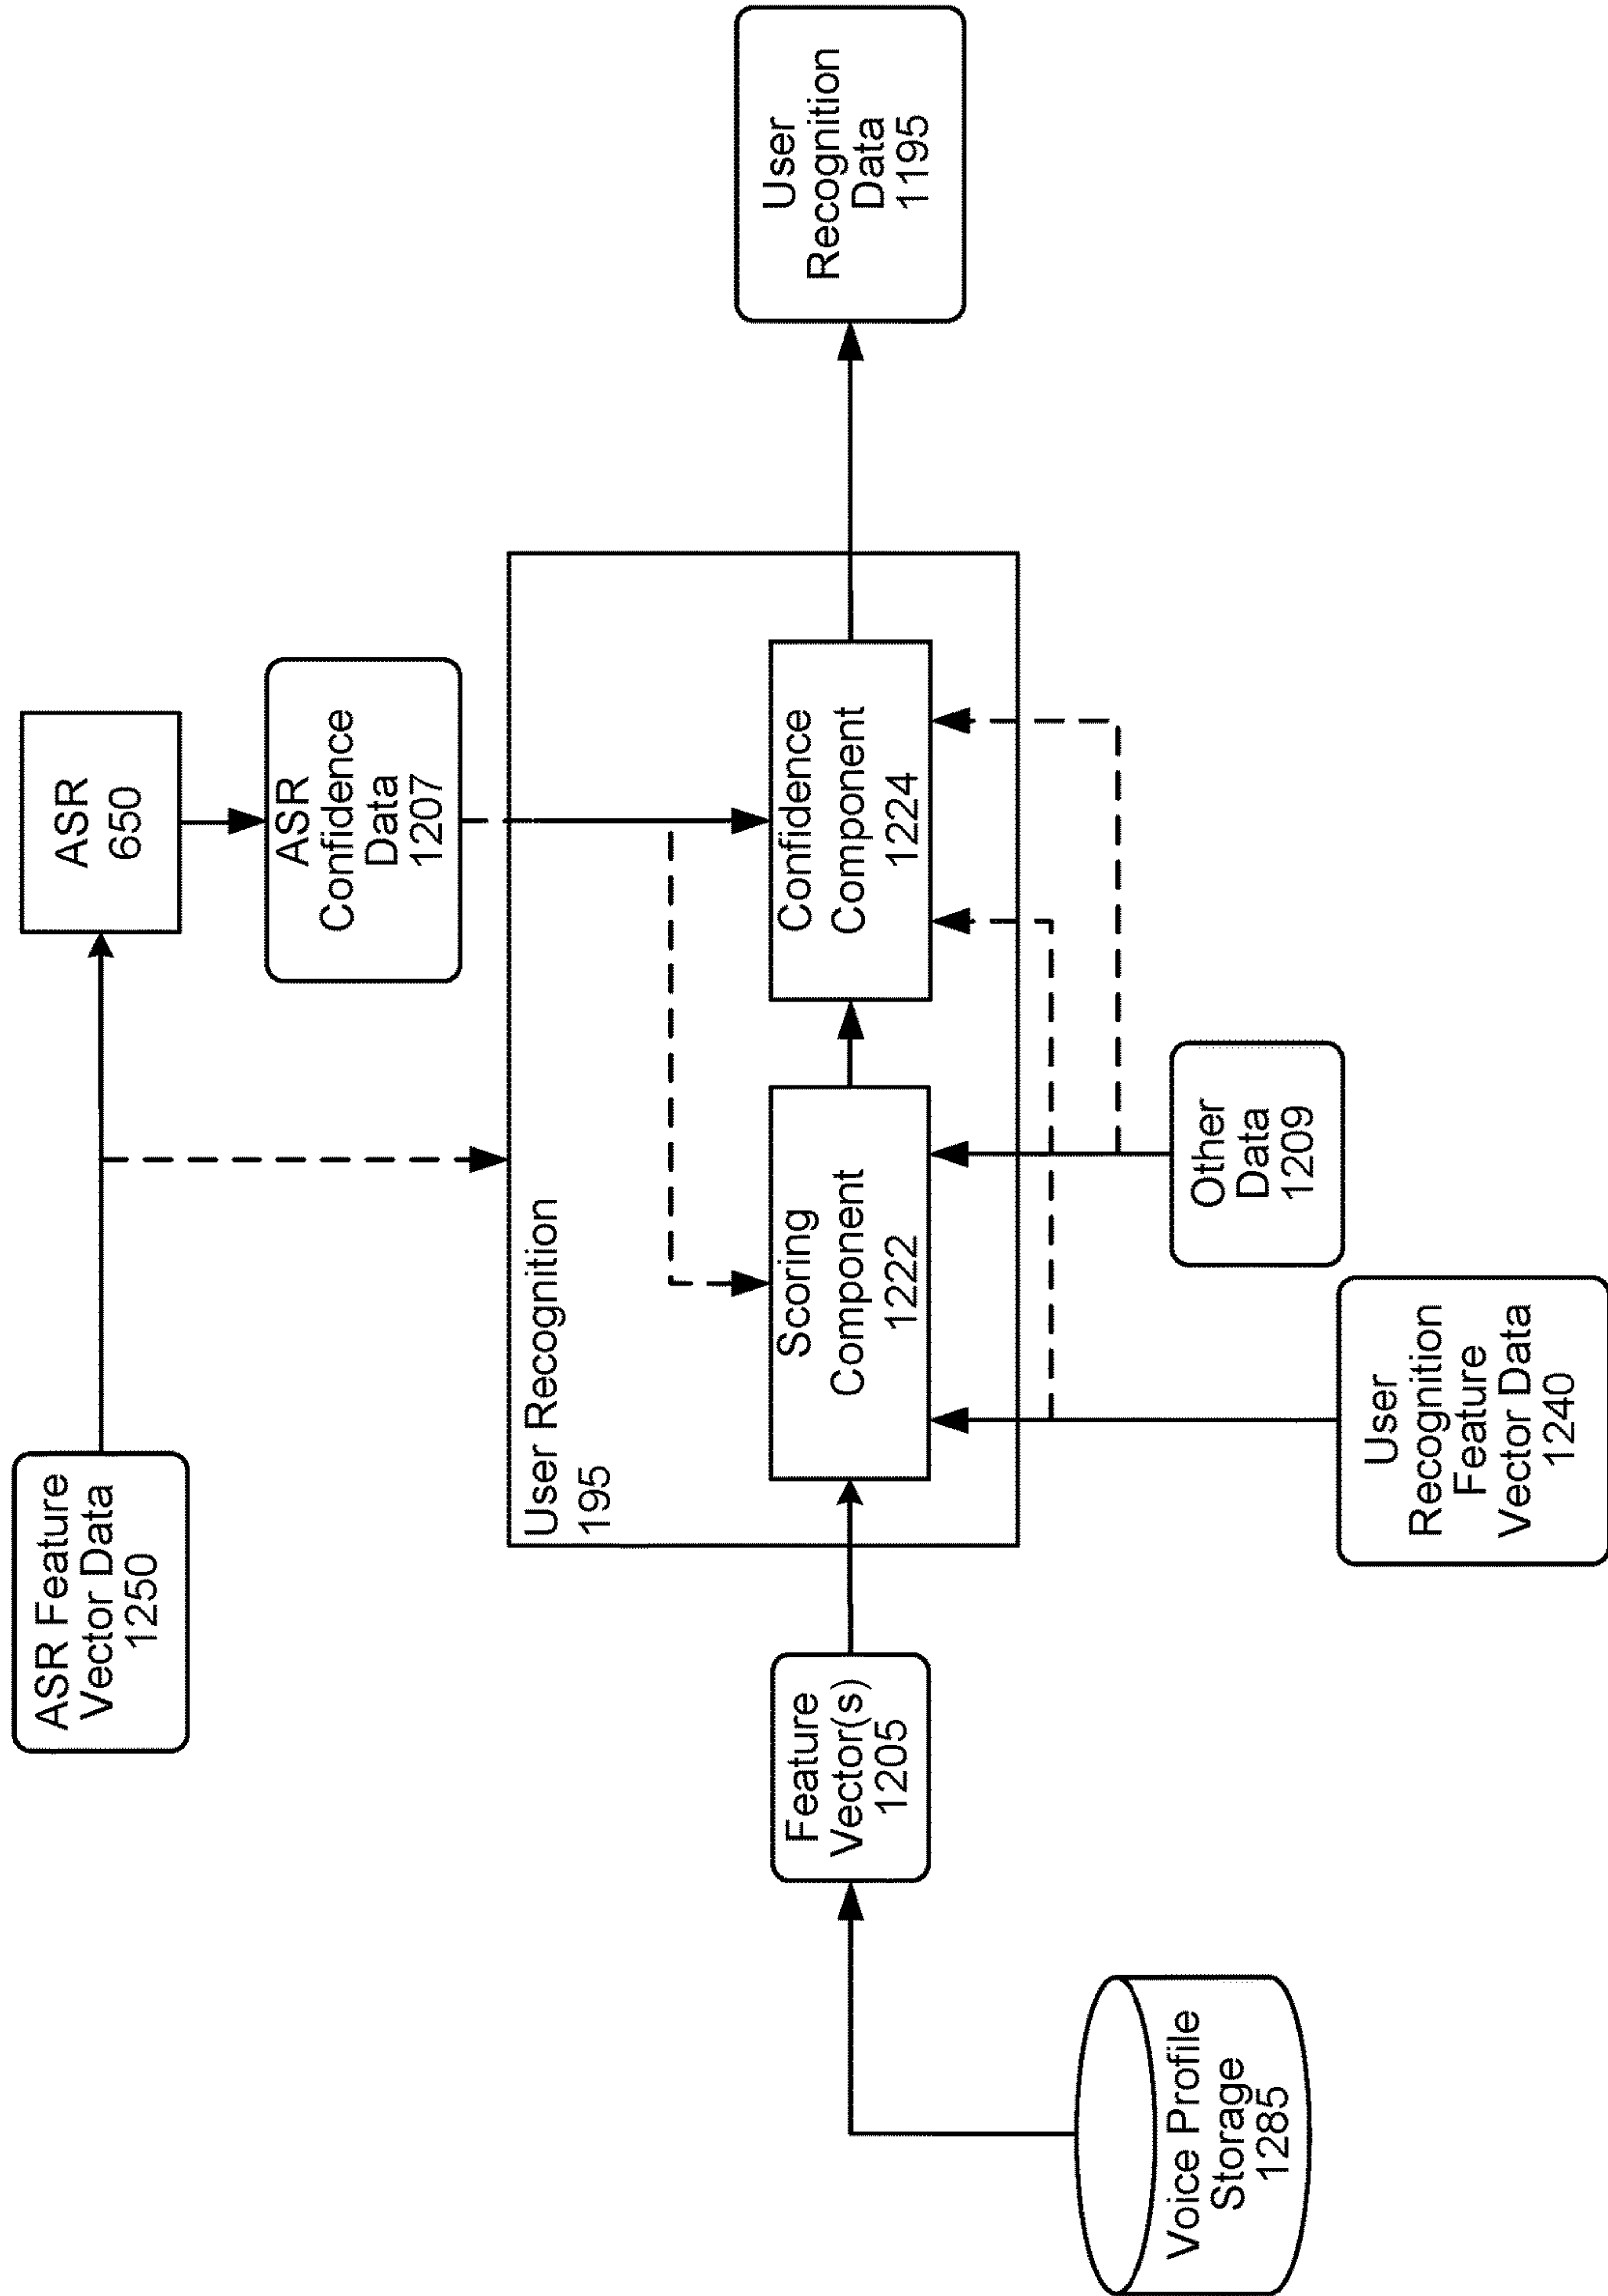 ASR Feature
Vector Data
1250
ASR
650
ASR
Confidence
Data
1207
User Recognition
195
Voice Profile
Storage
1285
Feature
Vector(s)
1205
Scoring
Component
1222
Confidence
Component
1224
User
Recognition
Data
1195
Other
Data
1209
User
Recognition
Feature
Vector Data
1240